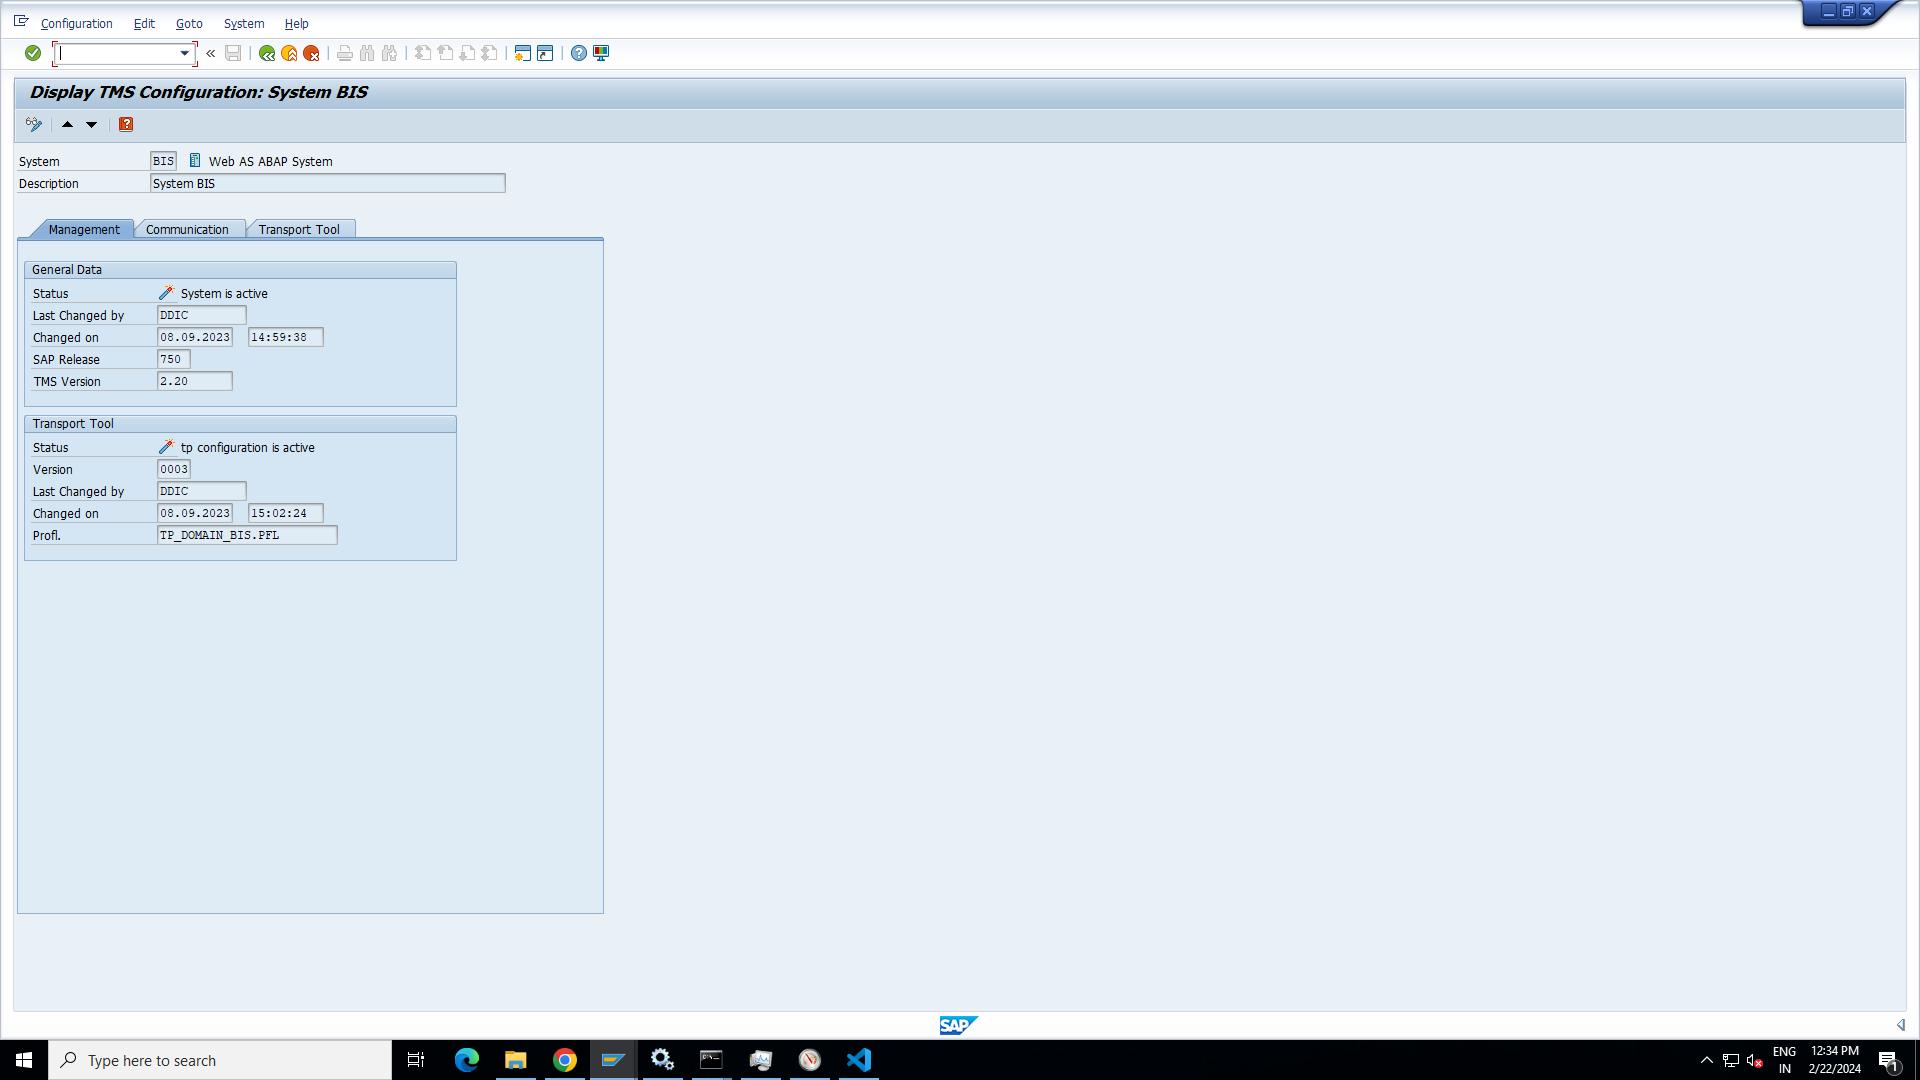 Configuration Edit Goto System Help
Display TMS Configuration: System BIS
System BIS Web AS ABAP System
Description System BIS
Management Communication Transport Tool
General Data
Status System is active
Last Changed by DDIC
Changed on 08.09.2023 14:59:38
SAP Release 750
TMS Version 2.20
Transport Tool
Status tp configuration is active
Version 0003
Last Changed by DDIC
Changed on 08.09.2023 15:02:24
Profl. TP_DOMAIN_BIS.PFL
SAP
Type here to search
ENG 12:34 PM
IN 2/22/2024
1